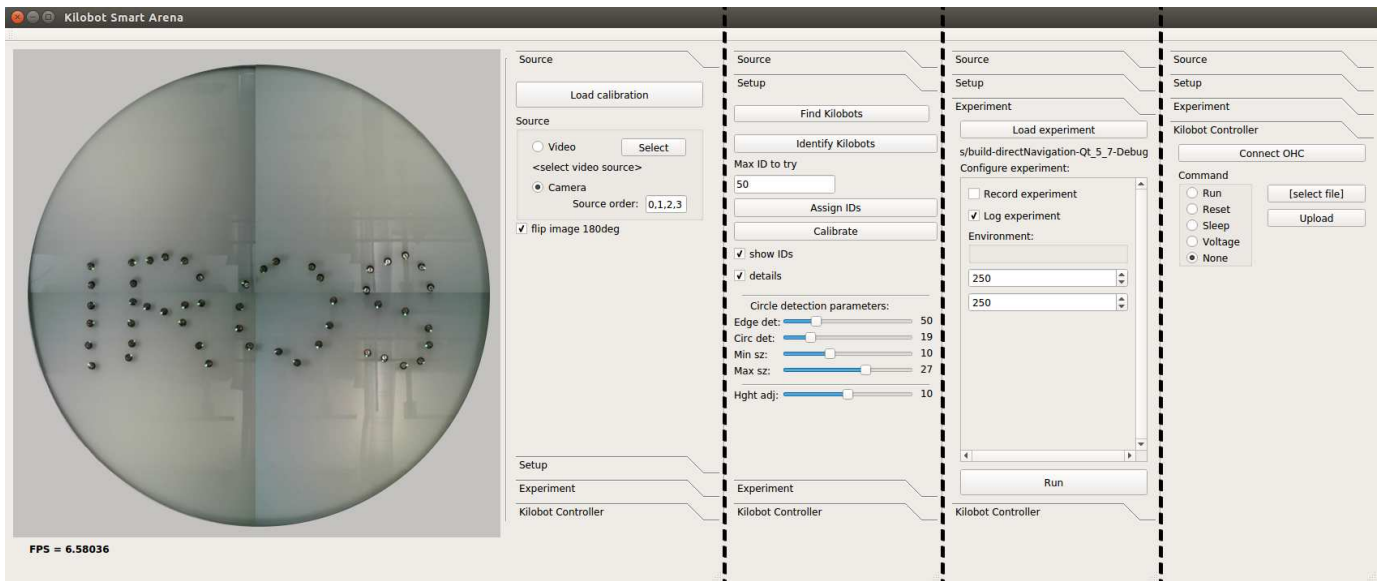 Kilobot Smart Arena
IROS
FPS = 6.58036
Source
Load calibration
Source
Video
Select
<select video source>
Camera
Source order: 0,1,2,3
flip image 180deg
Setup
Experiment
Kilobot Controller
Source
Setup
Find Kilobots
Identify Kilobots
Max ID to try
50
Assign IDs
Calibrate
show IDs
details
Circle detection parameters:
Edge det: 50
Circ det: 19
Min sz: 10
Max sz: 27
Hght adj: 10
Experiment
Kilobot Controller
Source
Setup
Experiment
Load experiment
s/build-directNavigation-Qt_5_7-Debug
Configure experiment:
Record experiment
Log experiment
Environment:
250
250
Run
Kilobot Controller
Source
Setup
Experiment
Kilobot Controller
Connect OHC
Command
Run
[select file]
Reset
Upload
Sleep
Voltage
None